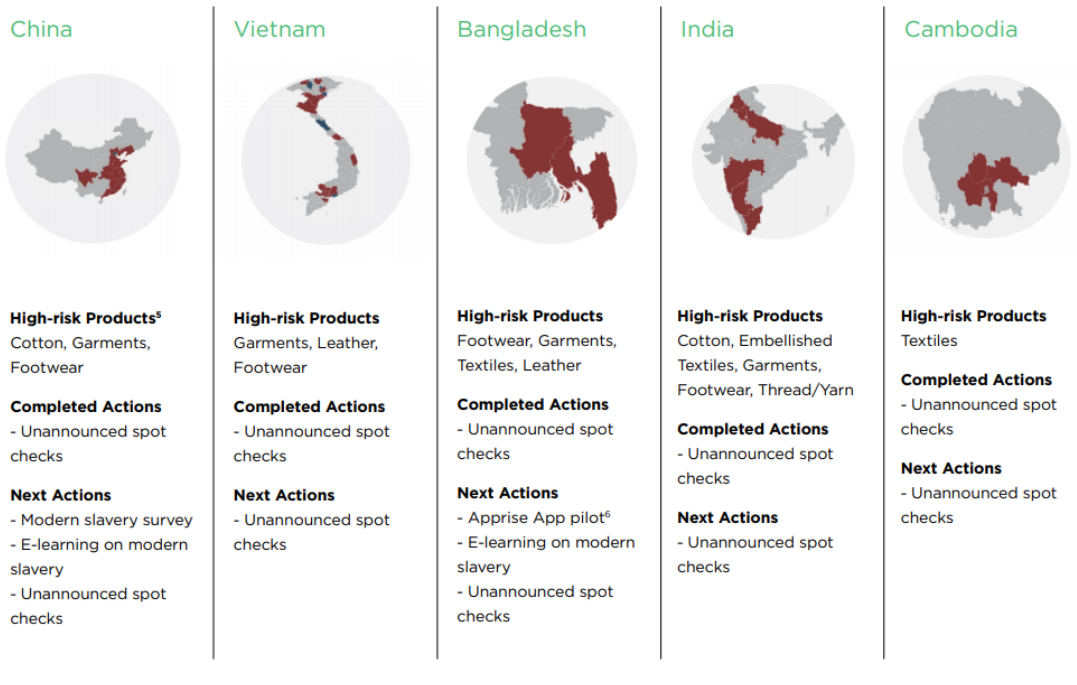 China
High-risk Products⁵
Cotton, Garments,
Footwear
Completed Actions
- Unannounced spot
checks
Next Actions
- Modern slavery survey
- E-learning on modern
slavery
- Unannounced spot
checks
Vietnam
High-risk Products
Garments, Leather,
Footwear
Completed Actions
- Unannounced spot
checks
Next Actions
- Unannounced spot
checks
Bangladesh
High-risk Products
Footwear, Garments,
Textiles, Leather
Completed Actions
- Unannounced spot
checks
Next Actions
- Apprise App pilot⁶
- E-learning on modern
slavery
- Unannounced spot
checks
India
High-risk Products
Cotton, Embellished
Textiles, Garments,
Footwear, Thread/Yarn
Completed Actions
- Unannounced spot
checks
Next Actions
- Unannounced spot
checks
Cambodia
High-risk Products
Textiles
Completed Actions
- Unannounced spot
checks
Next Actions
- Unannounced spot
checks